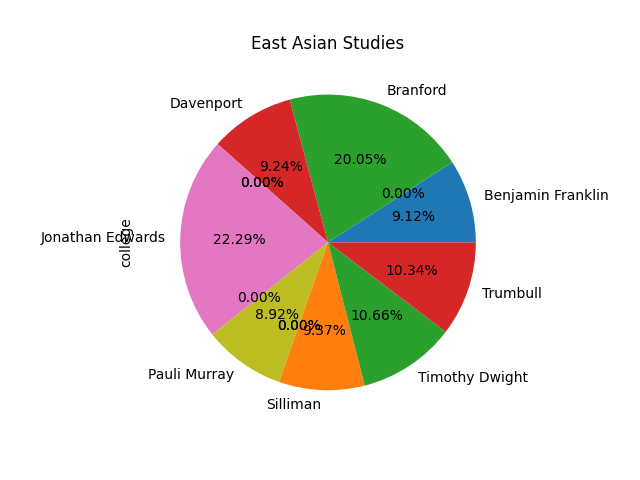 East Asian Studies
Branford
Davenport
20.05%
9.24%
0.00%
0.00%
Benjamin Franklin
9.12%
Jonathan Edwards
22.29%
college
10.34%
Trumbull
0.00%
8.92%
10.66%
0.00%
9.37%
Pauli Murray
Timothy Dwight
Silliman